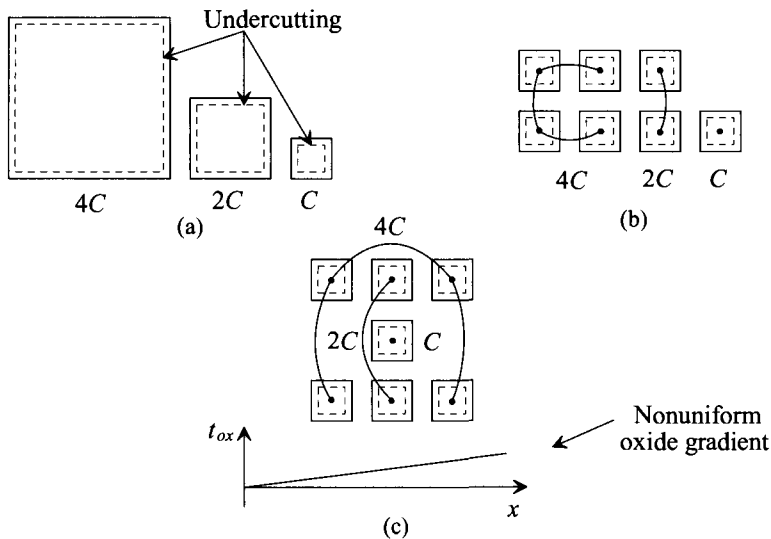 Undercutting
4C
2C
C
(a)
4C
2C
C
(b)
4C
2C
C
t_ox
Nonuniform
oxide gradient
x
(c)